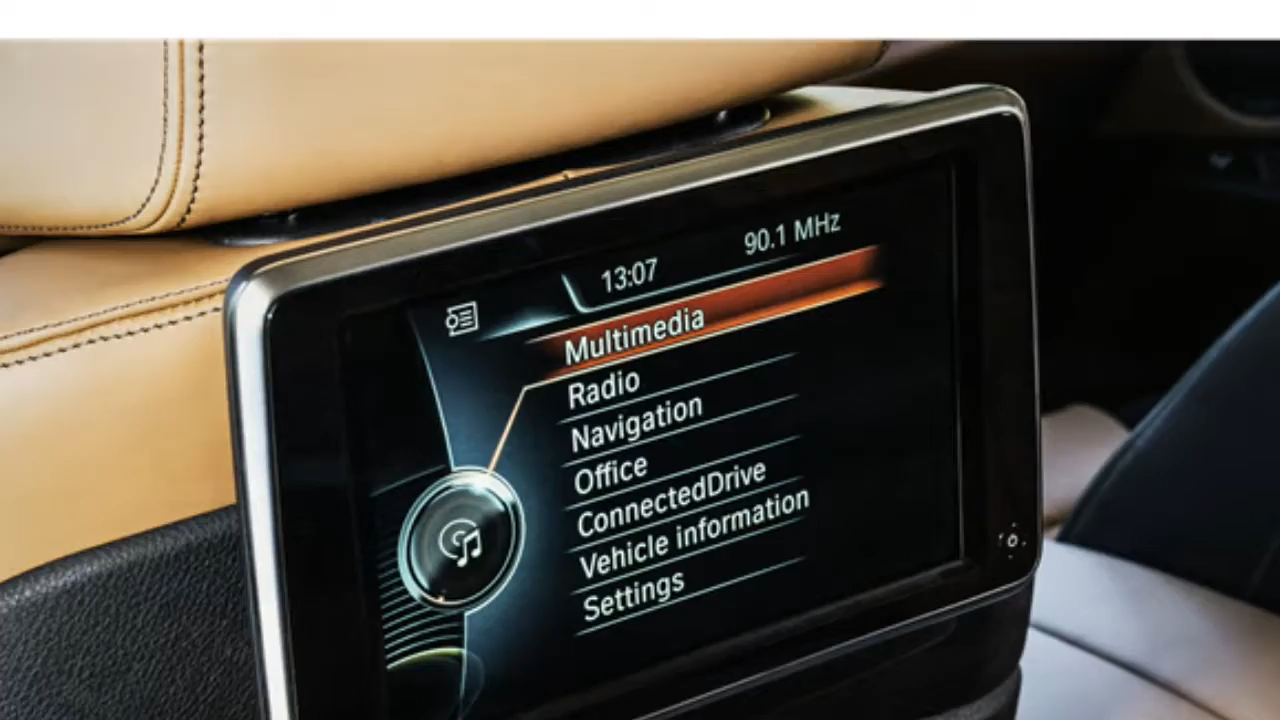 13:07 90.1 MHz
Multimedia
Radio
Navigation
Office
ConnectedDrive
Vehicle information
Settings